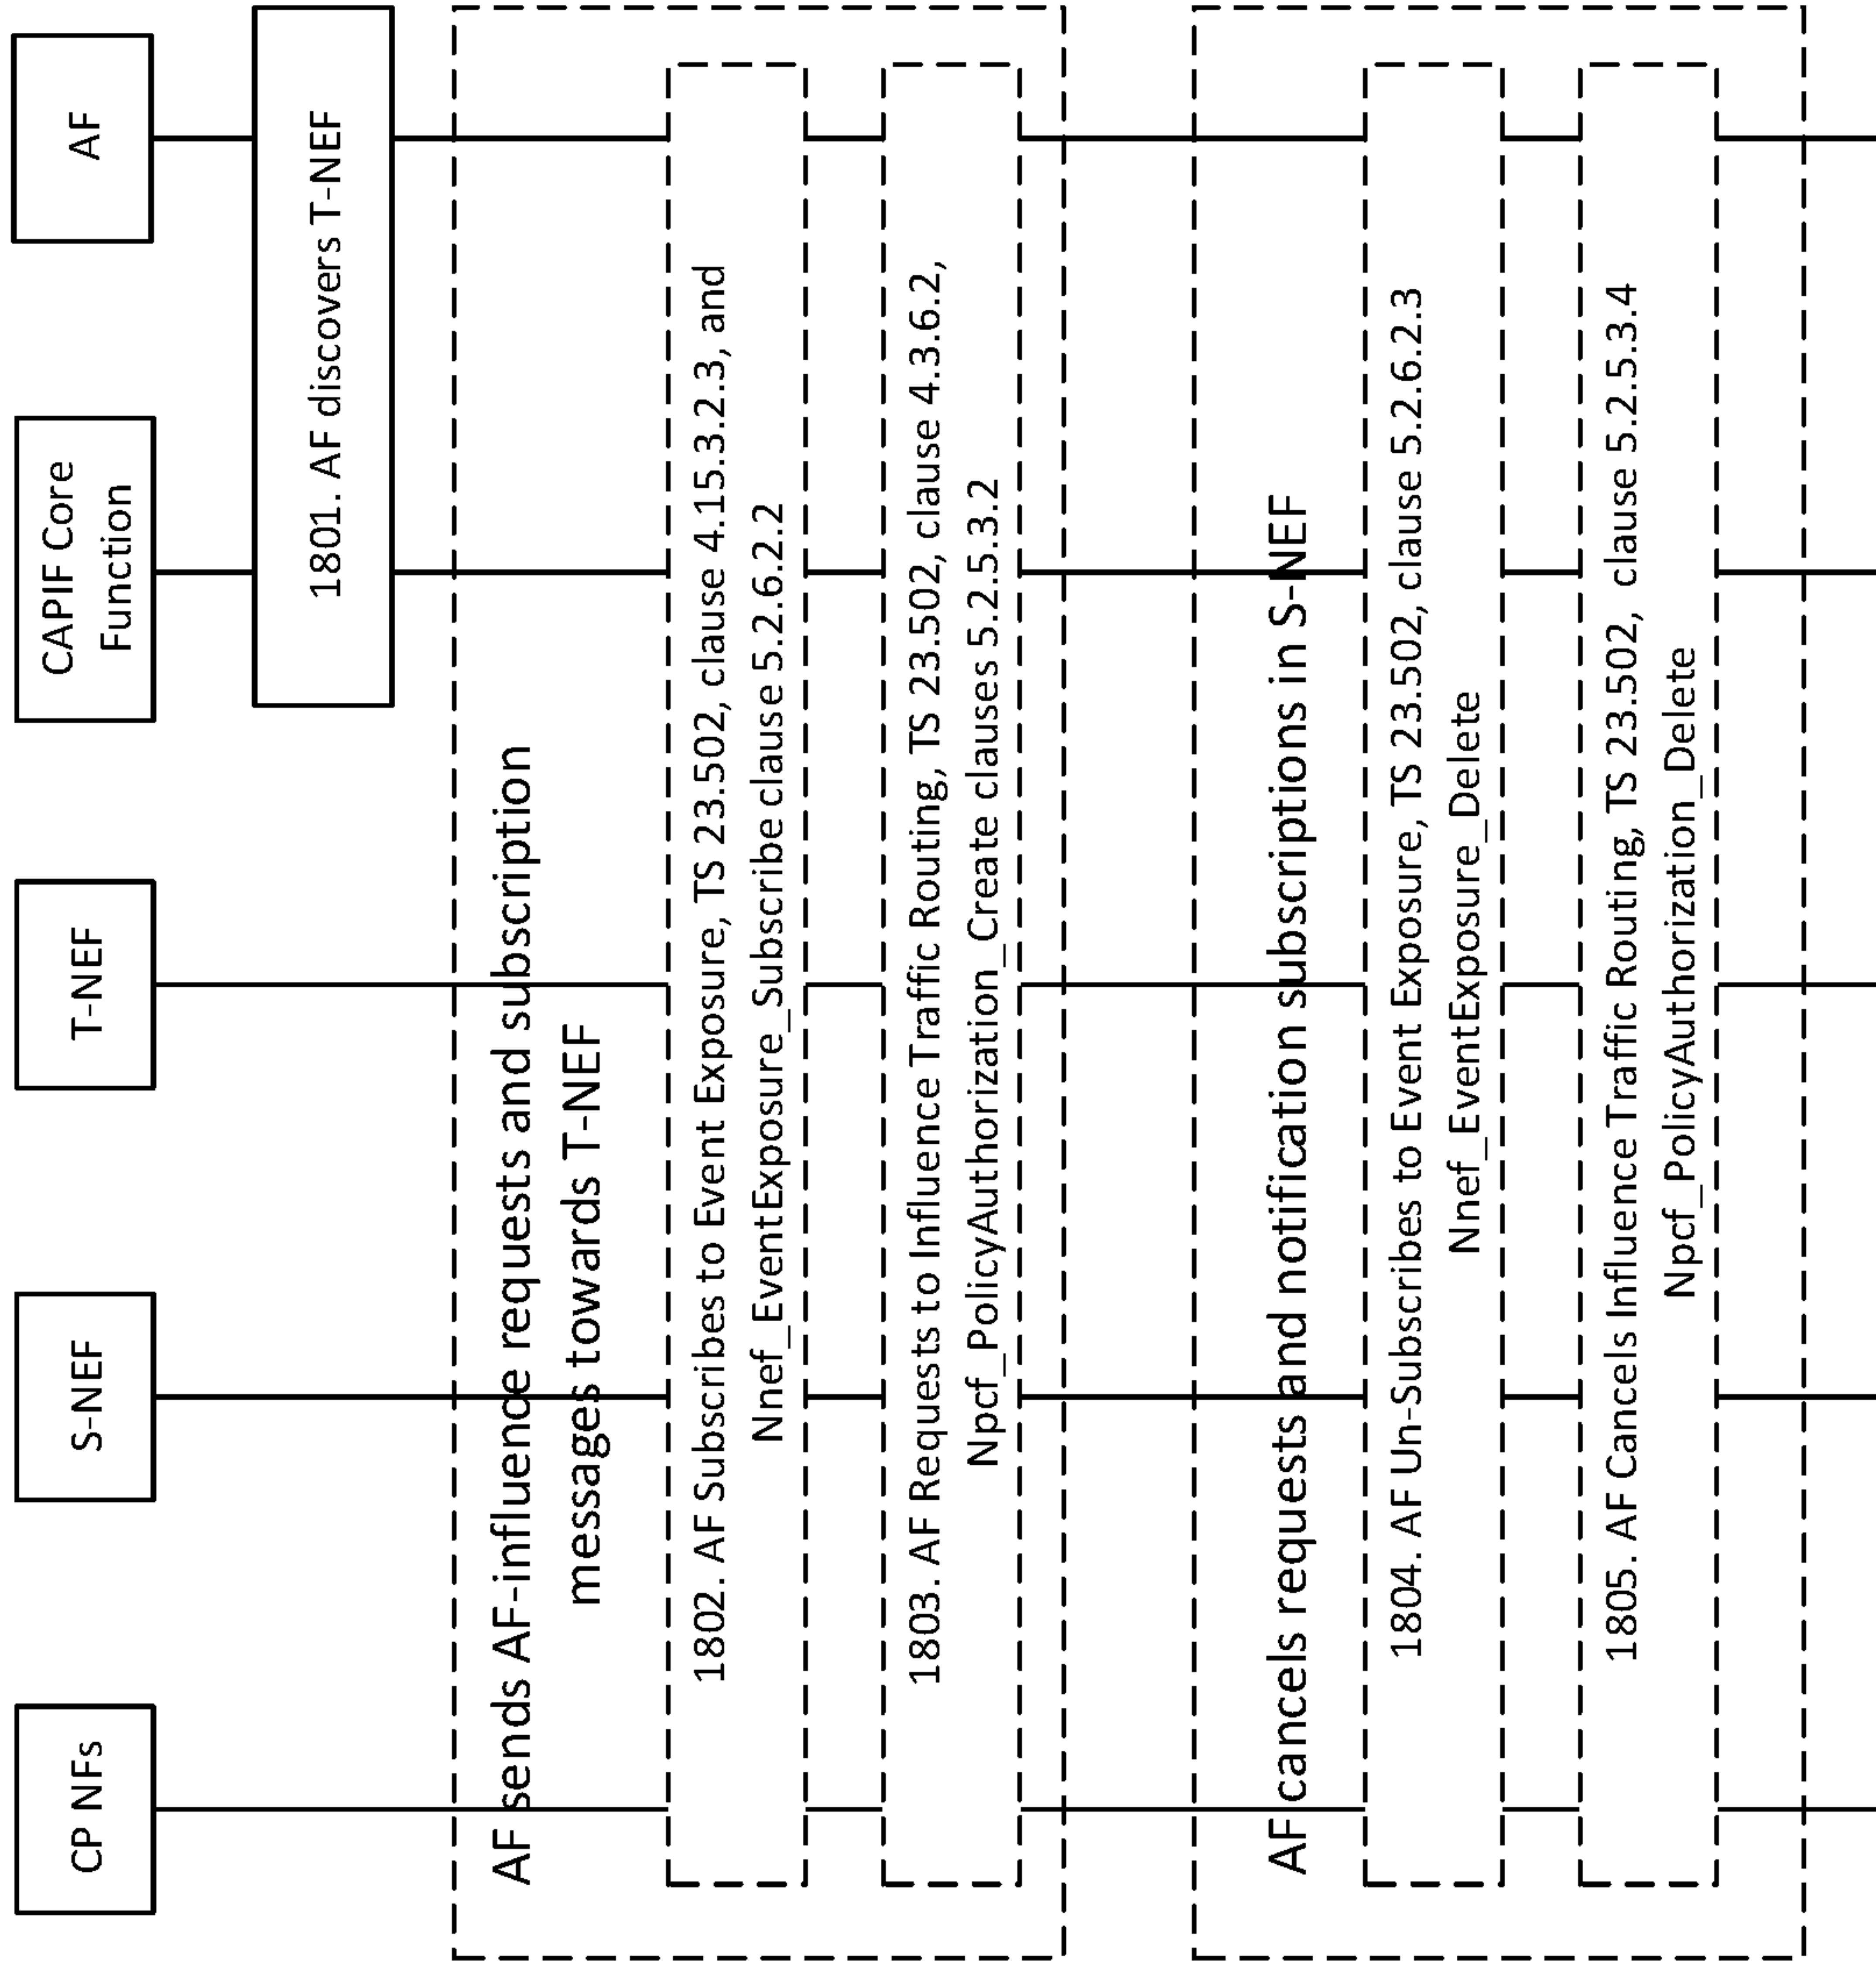 CP NFs
S-NEF
T-NEF
CAPIF Core
Function
AF
1801. AF discovers T-NEF
AF sends AF-influence requests and subscription
messages towards T-NEF
1802. AF Subscribes to Event Exposure, TS 23.502, clause 4.15.3.2.3, and
Nnef_EventExposure_Subscribe clause 5.2.6.2.2
1803. AF Requests to Influence Traffic Routing, TS 23.502, clause 4.3.6.2,
Npcf_PolicyAuthorization_Create clauses 5.2.5.3.2
AF cancels requests and notification subscriptions in S-NEF
1804. AF Un-Subscribes to Event Exposure, TS 23.502, clause 5.2.6.2.3
Nnef_EventExposure_Delete
1805. AF Cancels Influence Traffic Routing, TS 23.502, clause 5.2.5.3.4
Npcf_PolicyAuthorization_Delete